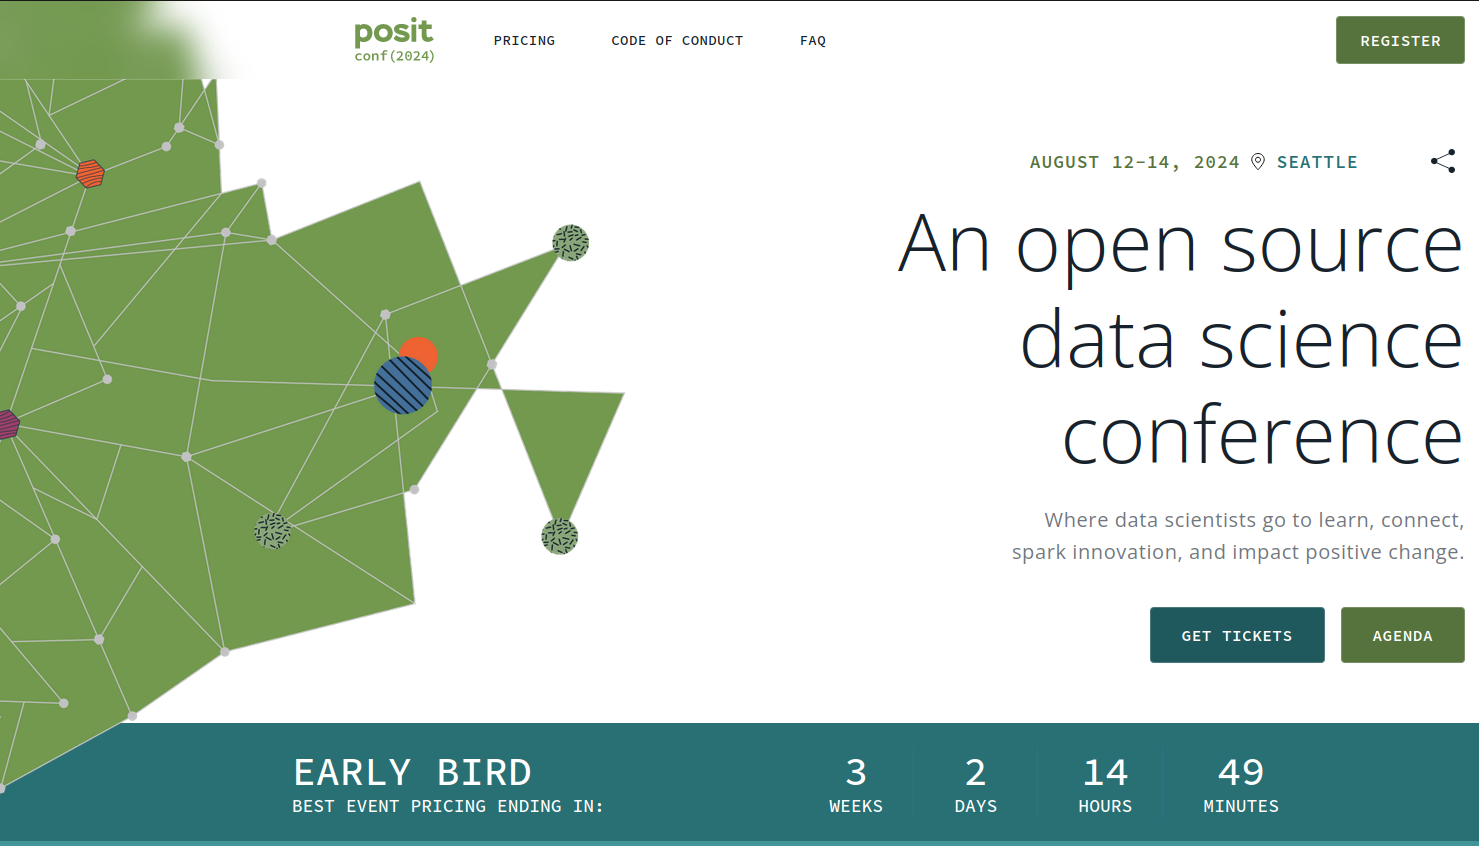 posit
conf(2024)
PRICING
CODE OF CONDUCT
FAQ
REGISTER
AUGUST 12-14, 2024
SEATTLE
An open source
data science
conference
Where data scientists go to learn, connect,
spark innovation, and impact positive change.
GET TICKETS
AGENDA
EARLY BIRD
BEST EVENT PRICING ENDING IN:
3
WEEKS
2
DAYS
14
HOURS
49
MINUTES